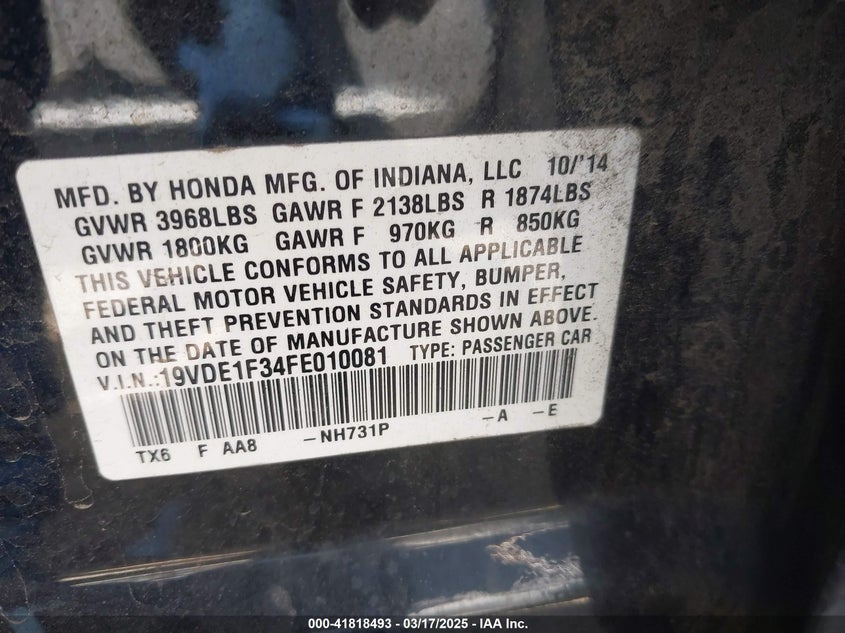 MFD. BY HONDA MFG. OF INDIANA, LLC 10/'14
GVWR 3968LBS GAWR F 2138LBS R 1874LBS
GVWR 1800KG GAWR F 970KG R 850KG
THIS VEHICLE CONFORMS TO ALL APPLICABLE
FEDERAL MOTOR VEHICLE SAFETY, BUMPER,
AND THEFT PREVENTION STANDARDS IN EFFECT
ON THE DATE OF MANUFACTURE SHOWN ABOVE.
V.I.N.:19VDE1F34FE010081 TYPE: PASSENGER CAR
TX6 F AA8 -NH731P -A -E
000-41818493 - 03/17/2025 - IAA Inc.